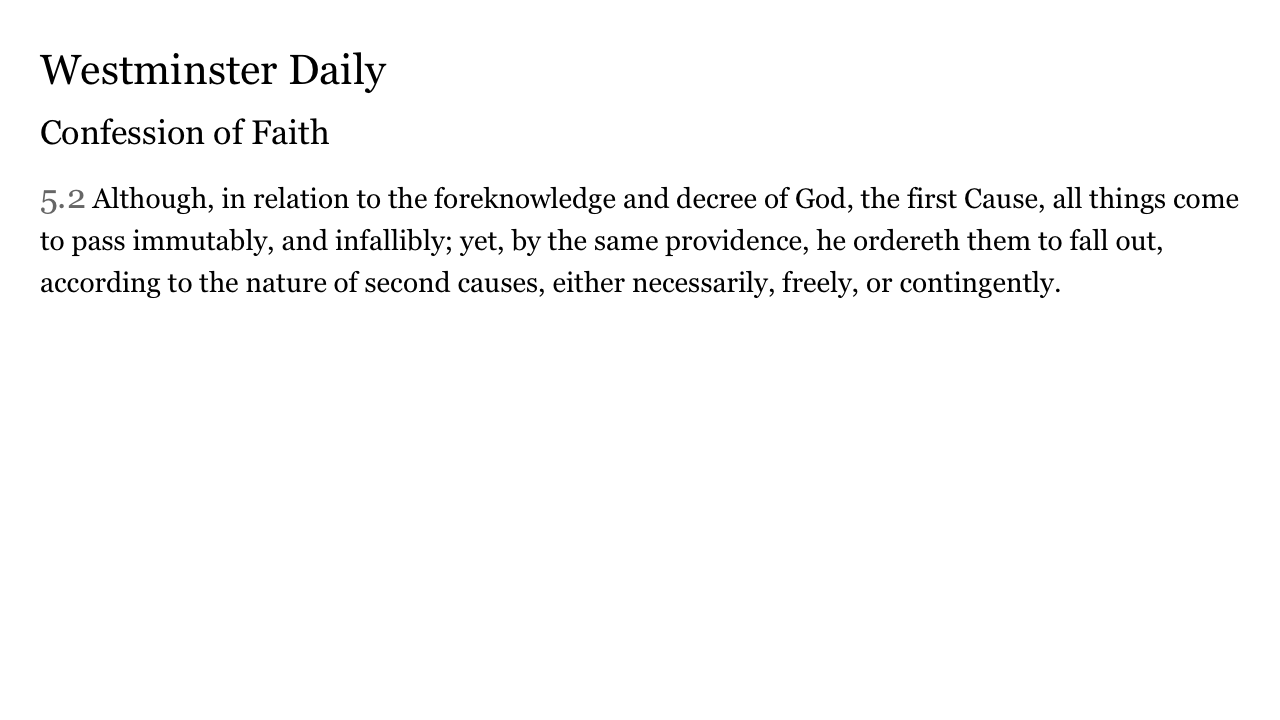 Westminster Daily
Confession of Faith
5.2 Although, in relation to the foreknowledge and decree of God, the first Cause, all things come
to pass immutably, and infallibly; yet, by the same providence, he ordereth them to fall out,
according to the nature of second causes, either necessarily, freely, or contingently.